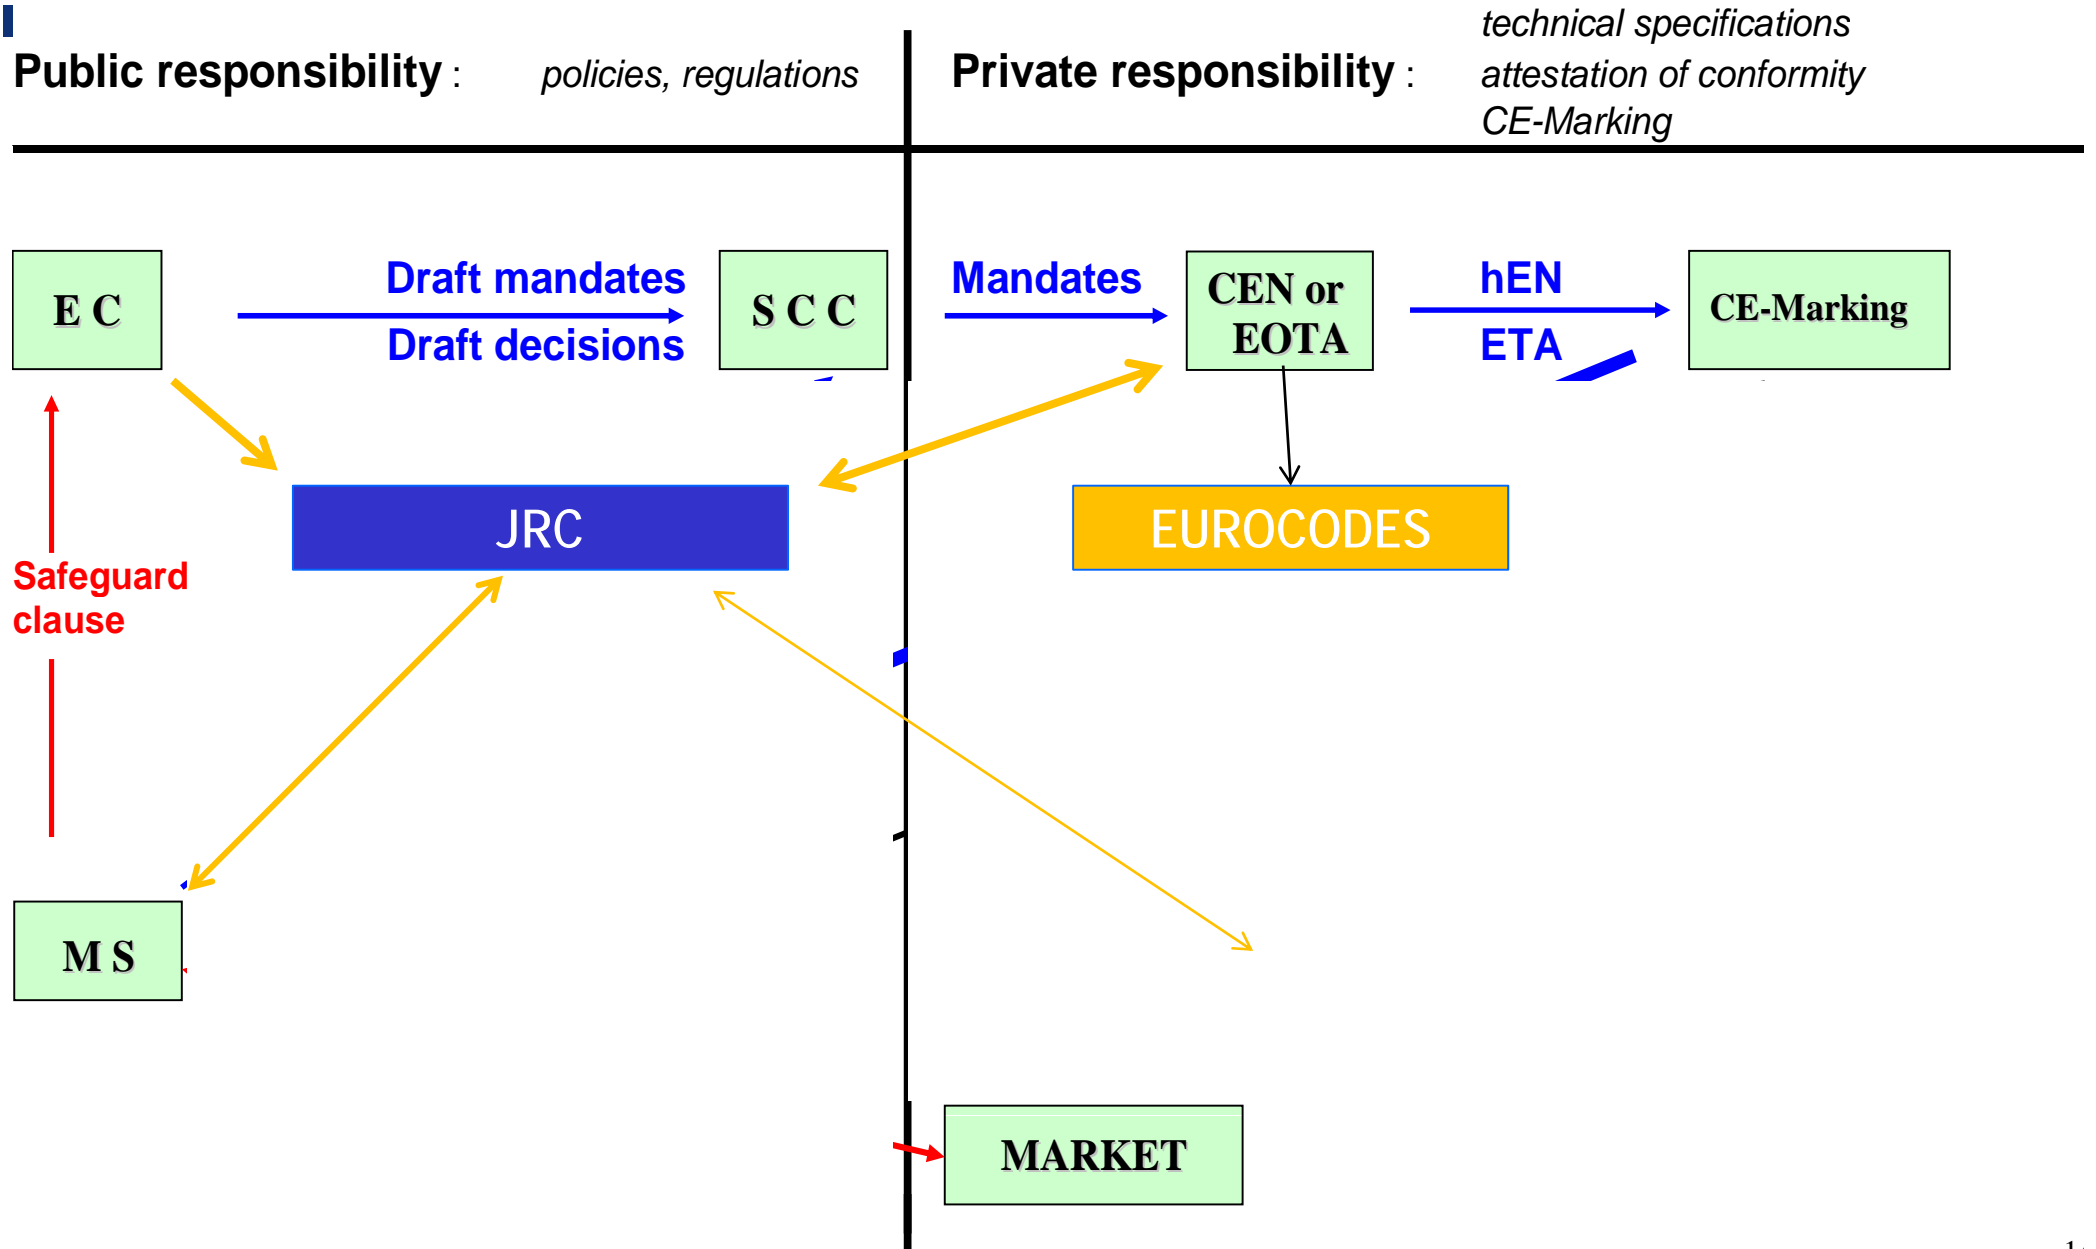 technical specifications
Public responsibility : policies, regulations
Private responsibility : attestation of conformity
CE-Marking
E C
Draft mandates
Draft decisions
S C C
Mandates
CEN or
EOTA
hEN
ETA
CE-Marking
JRC
EUROCODES
Safeguard
clause
M S
MARKET